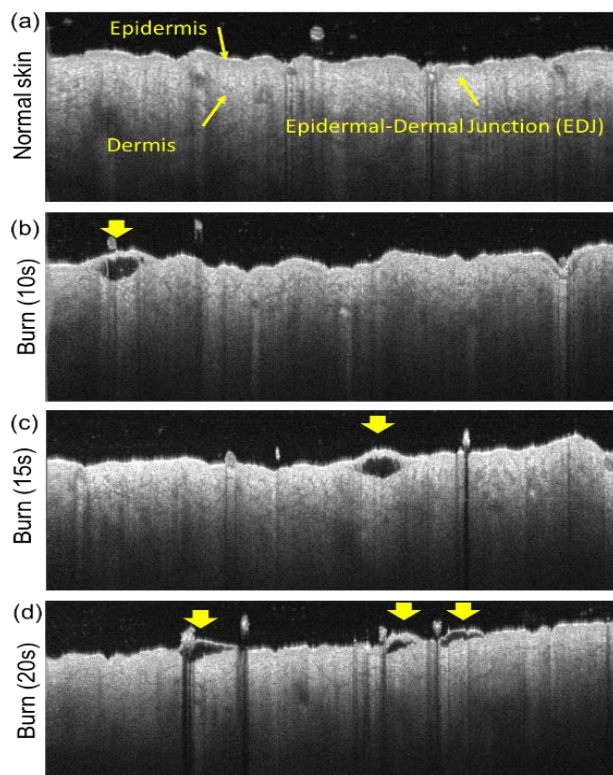 (a)
Normal skin
Epidermis
Dermis
Epidermal-Dermal Junction (EDJ)
(b)
Burn (10s)
(c)
Burn (15s)
(d)
Burn (20s)